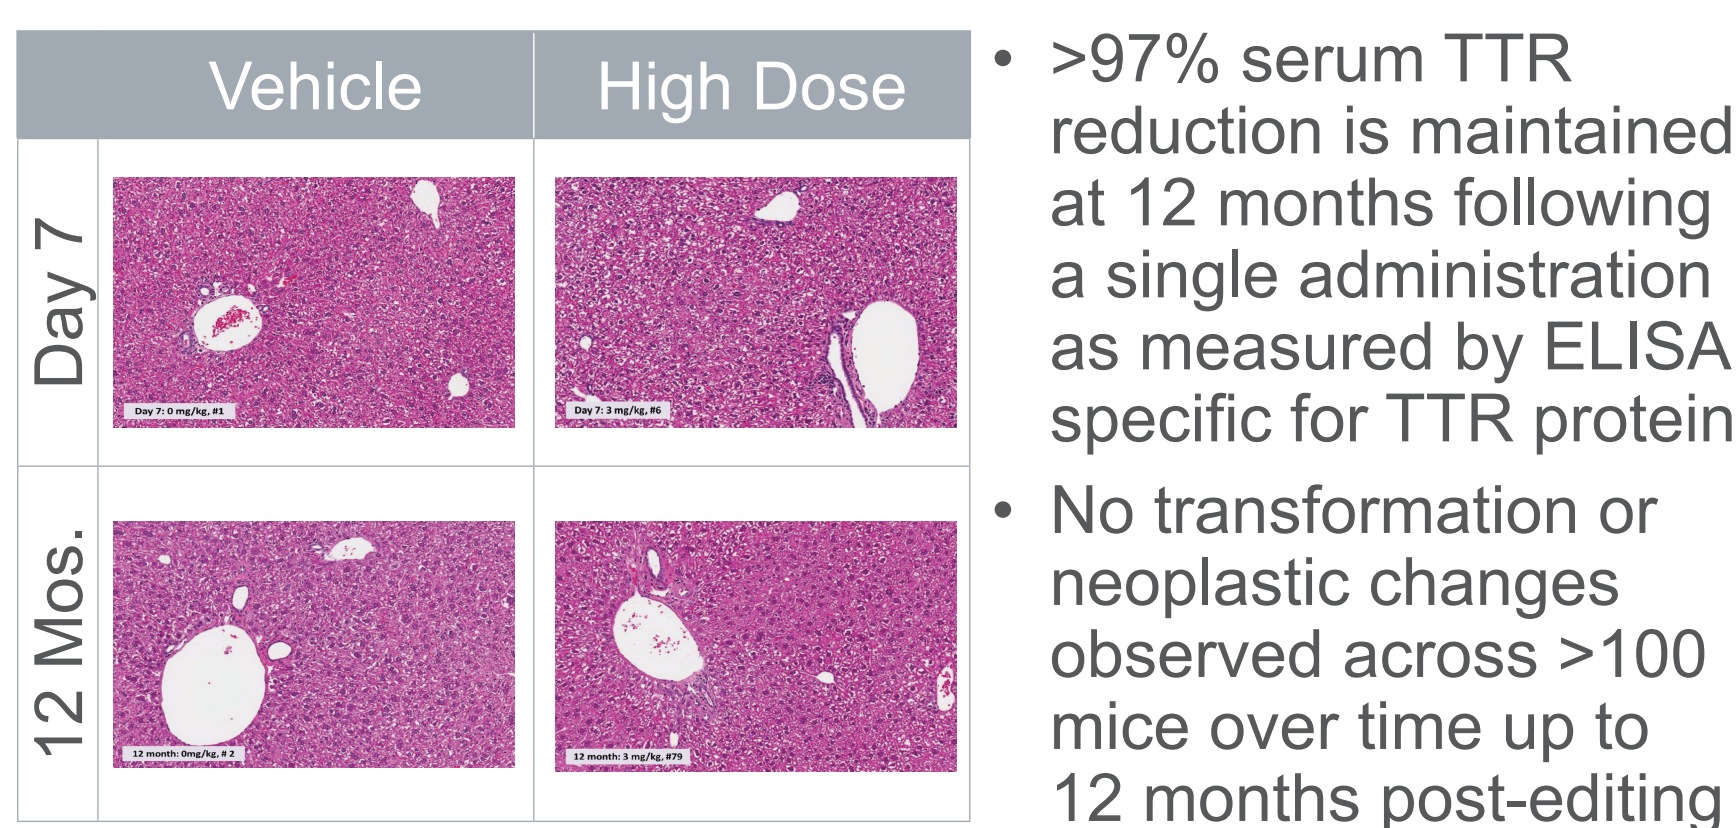 Vehicle
High Dose
Day 7
Day 7: 0 mg/kg, #1
Day 7: 3 mg/kg, #6
12 Mos.
12 month: 0mg/kg, # 2
12 month: 3 mg/kg, #79
• >97% serum TTR
reduction is maintained
at 12 months following
a single administration
as measured by ELISA
specific for TTR protein
• No transformation or
neoplastic changes
observed across >100
mice over time up to
12 months post-editing